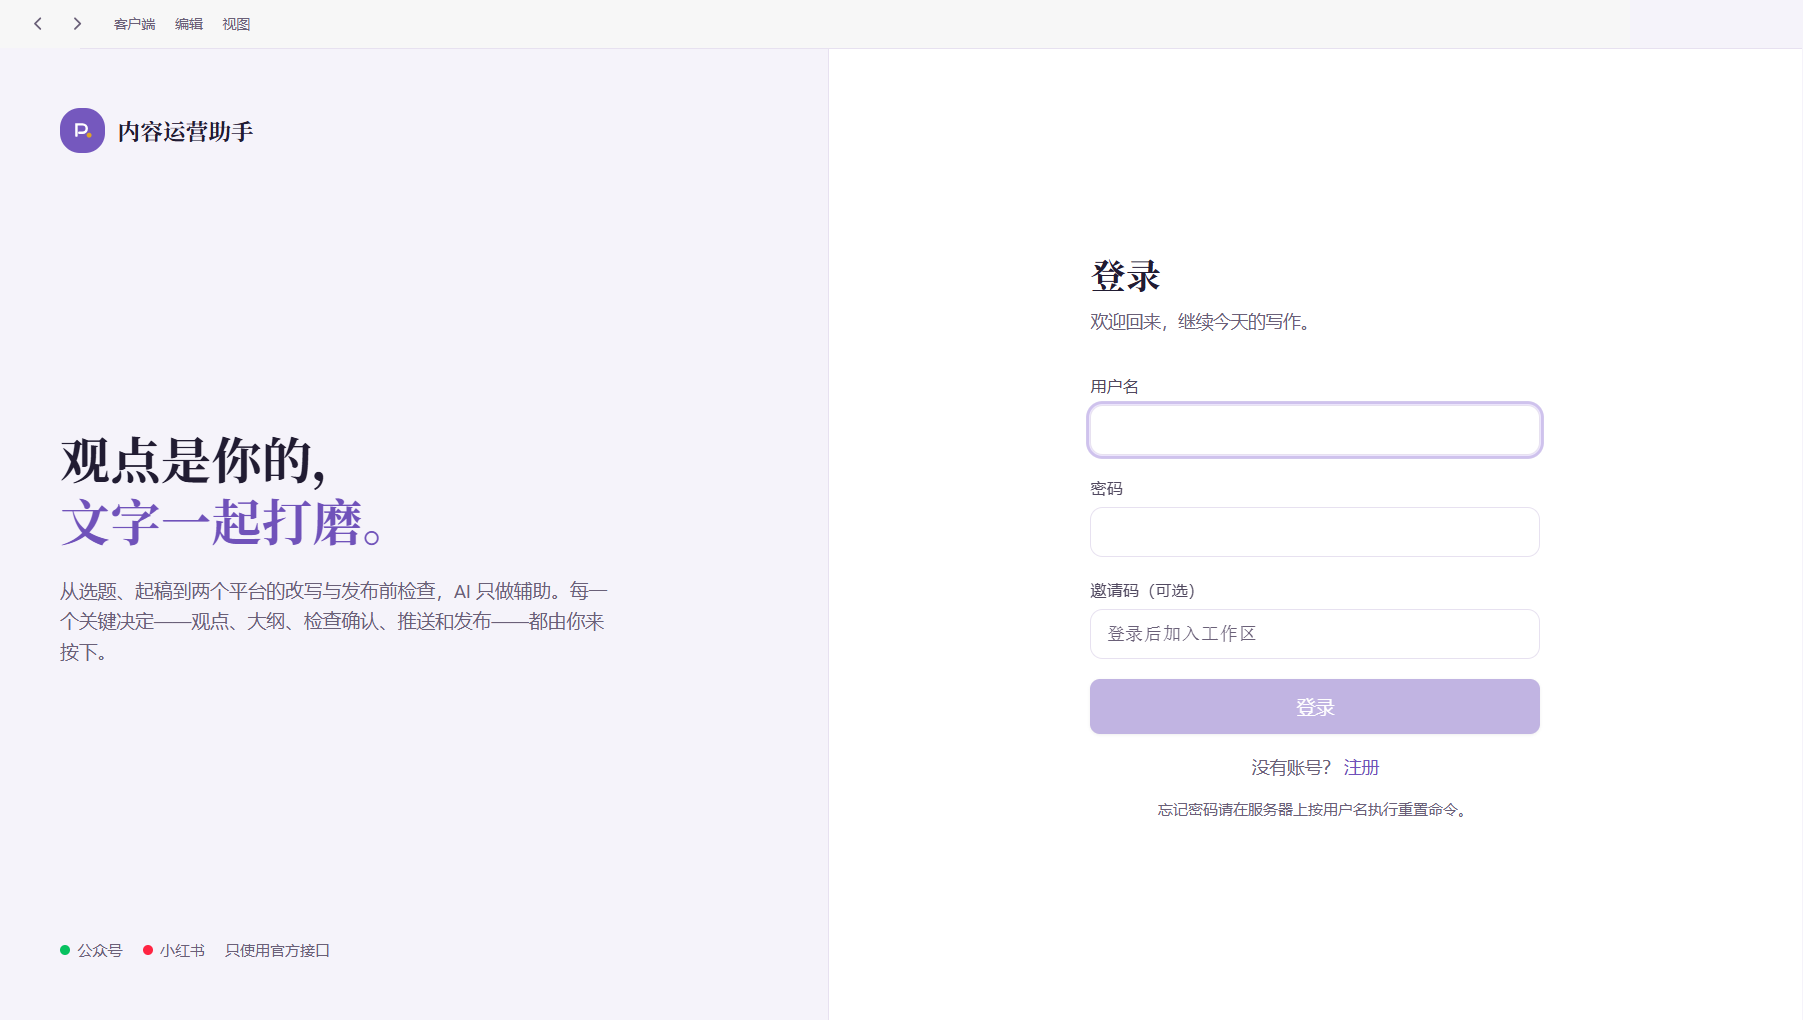 客户端 编辑 视图
P.
内容运营助手
观点是你的，
文字一起打磨。
从选题、起稿到两个平台的改写与发布前检查，AI 只做辅助。每一
个关键决定——观点、大纲、检查确认、推送和发布——都由你来
按下。
公众号 小红书 只使用官方接口
登录
欢迎回来，继续今天的写作。
用户名
密码
邀请码（可选）
登录后加入工作区
登录
没有账号？ 注册
忘记密码请在服务器上按用户名执行重置命令。